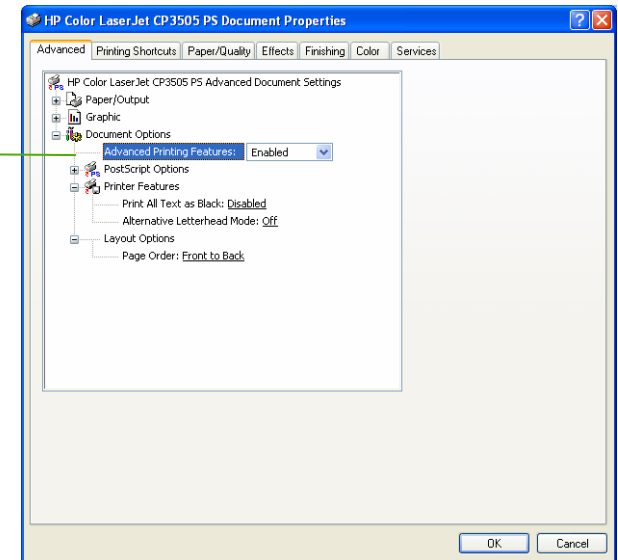 HP Color LaserJet CP3505 PS Document Properties
Advanced Printing Shortcuts Paper/Quality Effects Finishing Color Services
HP Color LaserJet CP3505 PS Advanced Document Settings
Paper/Output
Graphic
Document Options
Advanced Printing Features: Enabled
PostScript Options
Printer Features
Print All Text as Black: Disabled
Alternative Letterhead Mode: Off
Layout Options
Page Order: Front to Back
OK Cancel